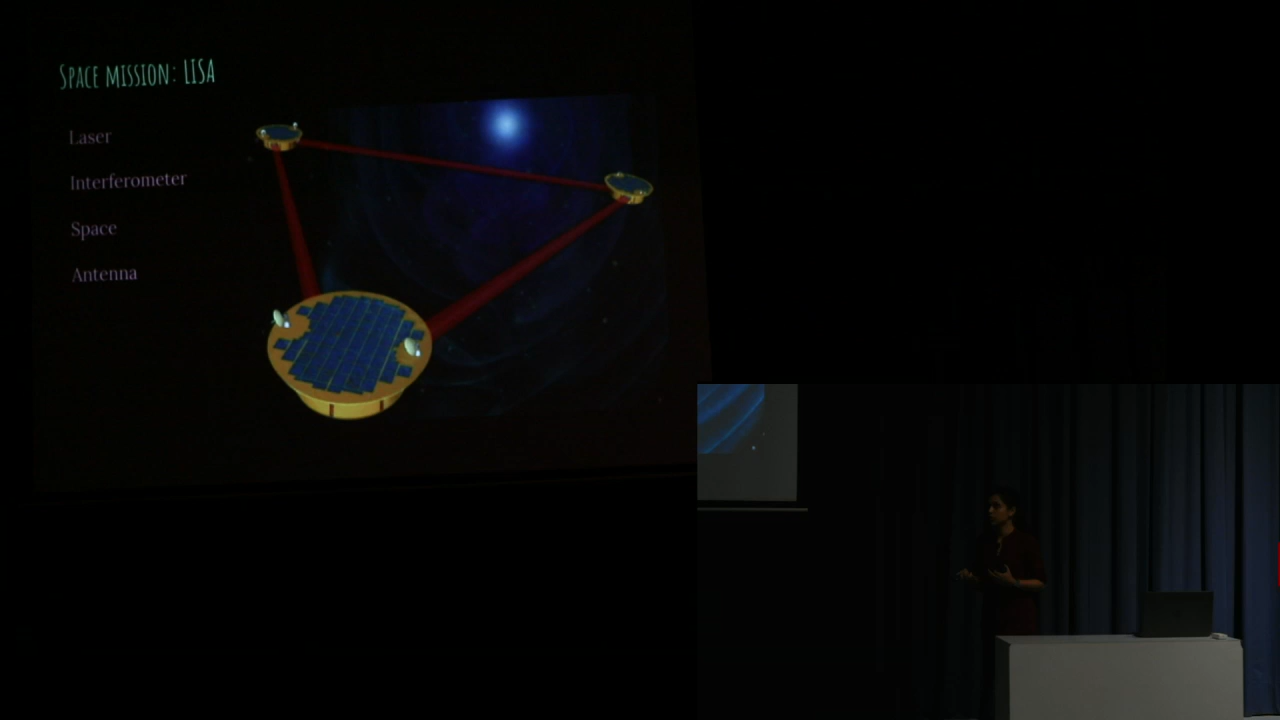 Space mission: LISA
Laser
Interferometer
Space
Antenna